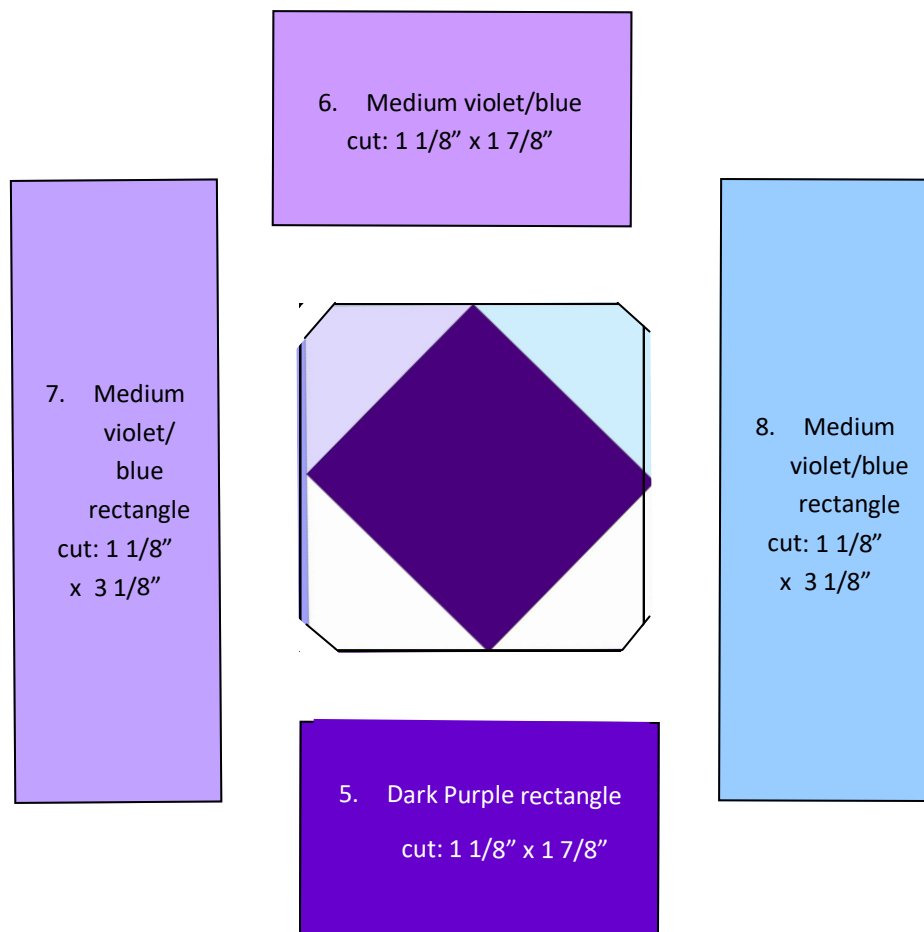 6. Medium violet/blue
cut: 1 1/8” x 1 7/8”
7. Medium
violet/
blue
rectangle
cut: 1 1/8”
x 3 1/8”
8. Medium
violet/blue
rectangle
cut: 1 1/8”
x 3 1/8”
5. Dark Purple rectangle
cut: 1 1/8” x 1 7/8”